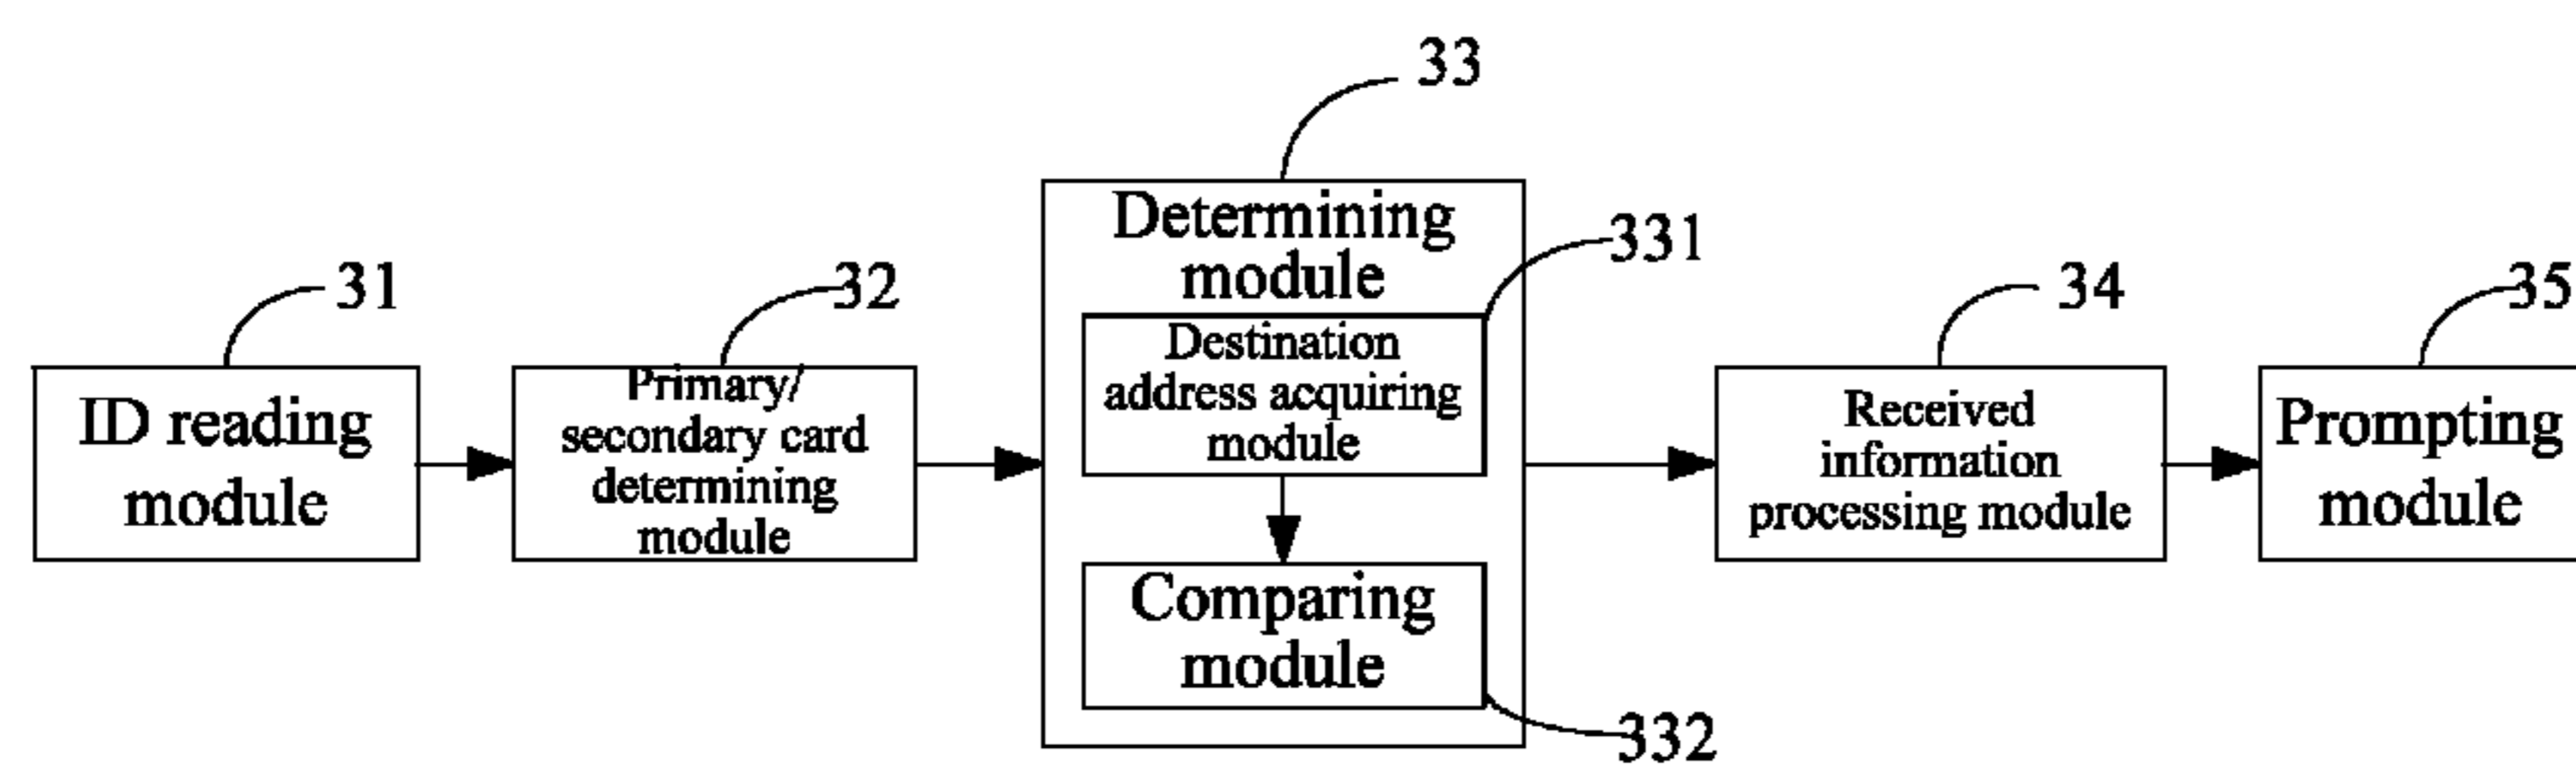 33
Determining
module
331
31
32
34
35
Destination
address acquiring
module
ID reading
module
Primary/
secondary card
determining
module
Received
information
processing module
Prompting
module
Comparing
module
332